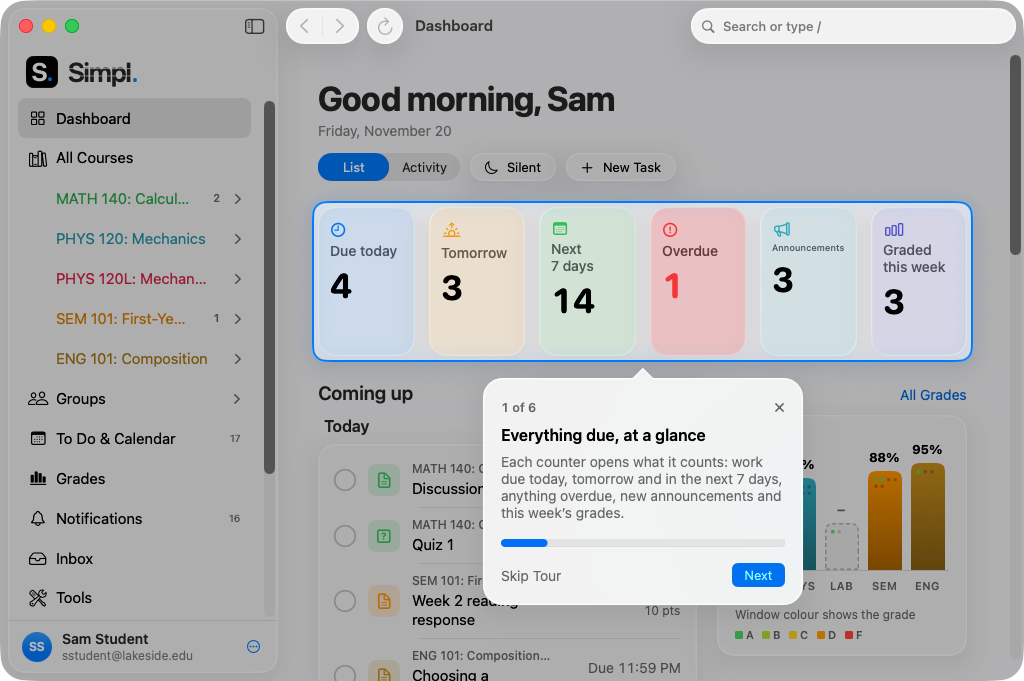 Dashboard
Search or type /
S.
Simpl.
Dashboard
All Courses
MATH 140: Calcul... 2
PHYS 120: Mechanics
PHYS 120L: Mechan...
SEM 101: First-Ye... 1
ENG 101: Composition
Groups
To Do & Calendar 17
Grades
Notifications 16
Inbox
Tools
SS
Sam Student
sstudent@lakeside.edu
Good morning, Sam
Friday, November 20
List
Activity
Silent
New Task
Due today
4
Tomorrow
3
Next
7 days
14
Overdue
1
Announcements
3
Graded
this week
3
Coming up
All Grades
Today
MATH 140:
Discussion
MATH 140:
Quiz 1
SEM 101:
Week 2 reading
response
10 pts
ENG 101: Composition...
Choosing a
Due 11:59 PM
1 of 6
Everything due, at a glance
Each counter opens what it counts: work
due today, tomorrow and in the next 7 days,
anything overdue, new announcements and
this week’s grades.
Skip Tour
Next
%
–
88%
95%
LAB
SEM
ENG
Window colour shows the grade
A B C D F